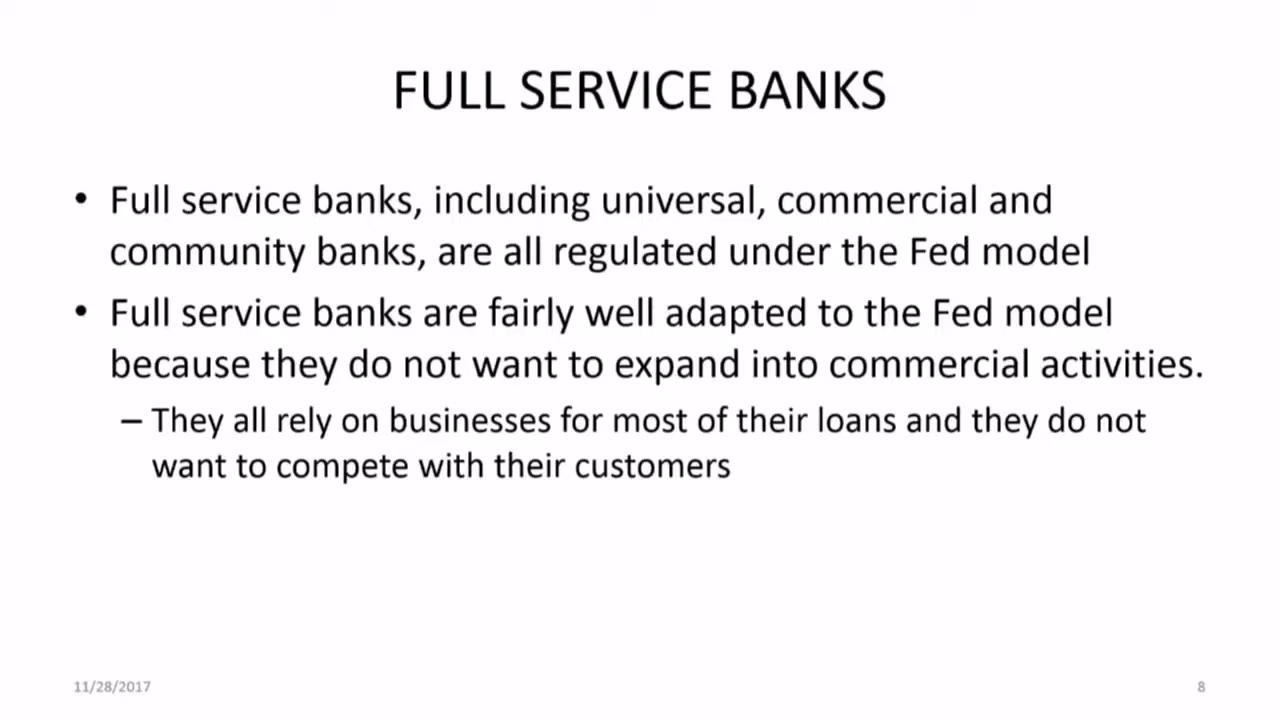 FULL SERVICE BANKS
• Full service banks, including universal, commercial and
community banks, are all regulated under the Fed model
• Full service banks are fairly well adapted to the Fed model
because they do not want to expand into commercial activities.
– They all rely on businesses for most of their loans and they do not
want to compete with their customers
11/28/2017
8